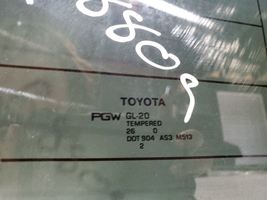 TOYOTA
PGW GL-20
TEMPERED
26 0
DOT 904 AS3 M513
2